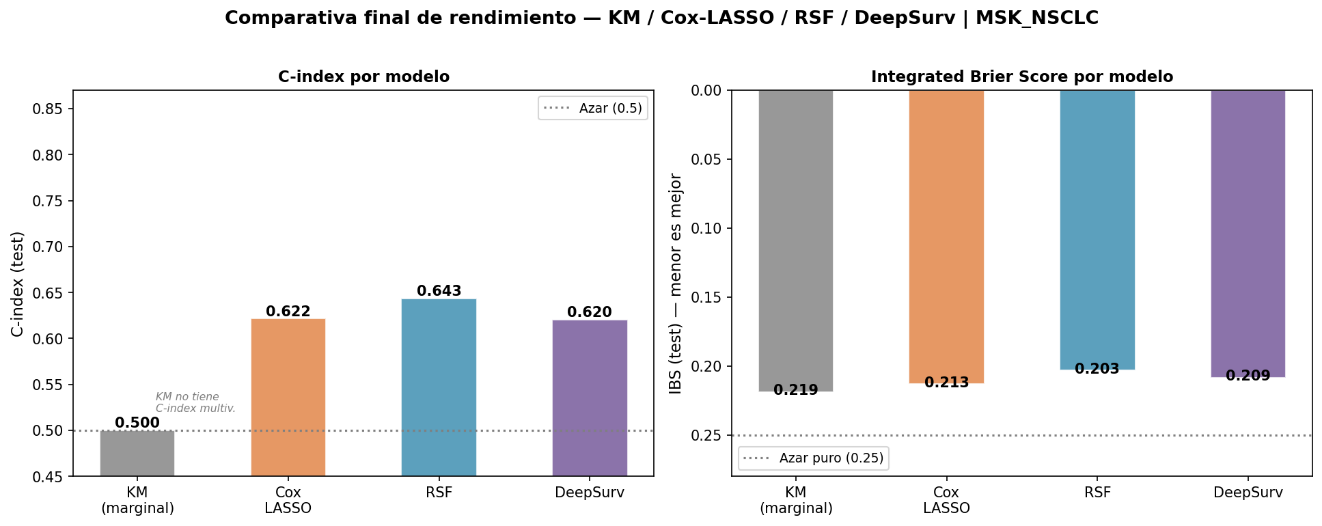 Comparativa final de rendimiento — KM / Cox-LASSO / RSF / DeepSurv | MSK_NSCLC
C-index por modelo
C-index (test)
0.85
0.80
0.75
0.70
0.65
0.60
0.55
0.50
0.45
Azar (0.5)
0.500
KM no tiene
C-index multiv.
0.622
0.643
0.620
KM
(marginal)
Cox
LASSO
RSF
DeepSurv
Integrated Brier Score por modelo
IBS (test) — menor es mejor
0.00
0.05
0.10
0.15
0.20
0.25
0.219
0.213
0.203
0.209
Azar puro (0.25)
KM
(marginal)
Cox
LASSO
RSF
DeepSurv